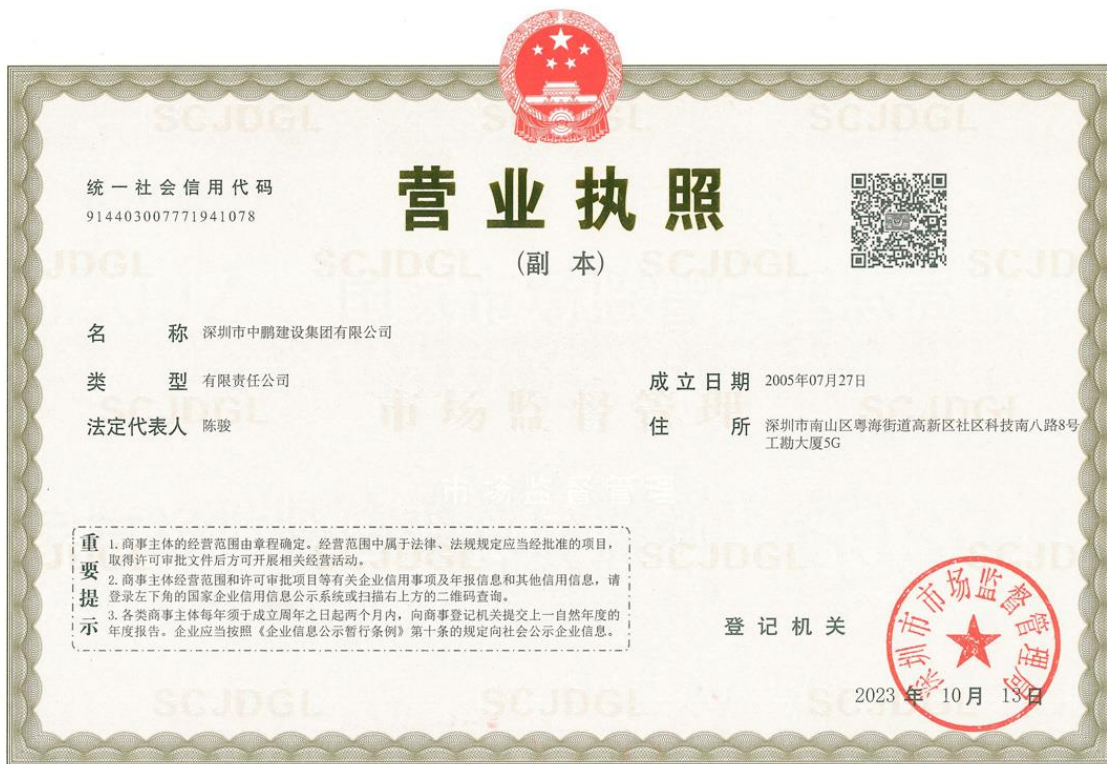 统一社会信用代码
914403007771941078
营业执照
(副 本)
名 称 深圳市中鹏建设集团有限公司
类 型 有限责任公司
法定代表人 陈骏
成立日期 2005年07月27日
住 所 深圳市南山区粤海街道高新区社区科技南八路8号
工勘大厦5G
重要提示
1. 商事主体的经营范围由章程确定。经营范围中属于法律、法规规定应当经批准的项目，
取得许可审批文件后方可开展相关经营活动。
2. 商事主体经营范围和许可审批项目等有关企业信用事项及年报信息和其他信用信息，请
登录左下角的国家企业信用信息公示系统或扫描右上方的二维码查询。
3. 各类商事主体每年须于成立周年之日起两个月内，向商事登记机关提交上一自然年度的
年度报告。企业应当按照《企业信息公示暂行条例》第十条的规定向社会公示企业信息。
登记机关
深圳市市场监督管理局
2023 年 10 月 13 日
SCJDGL
市场监督管理